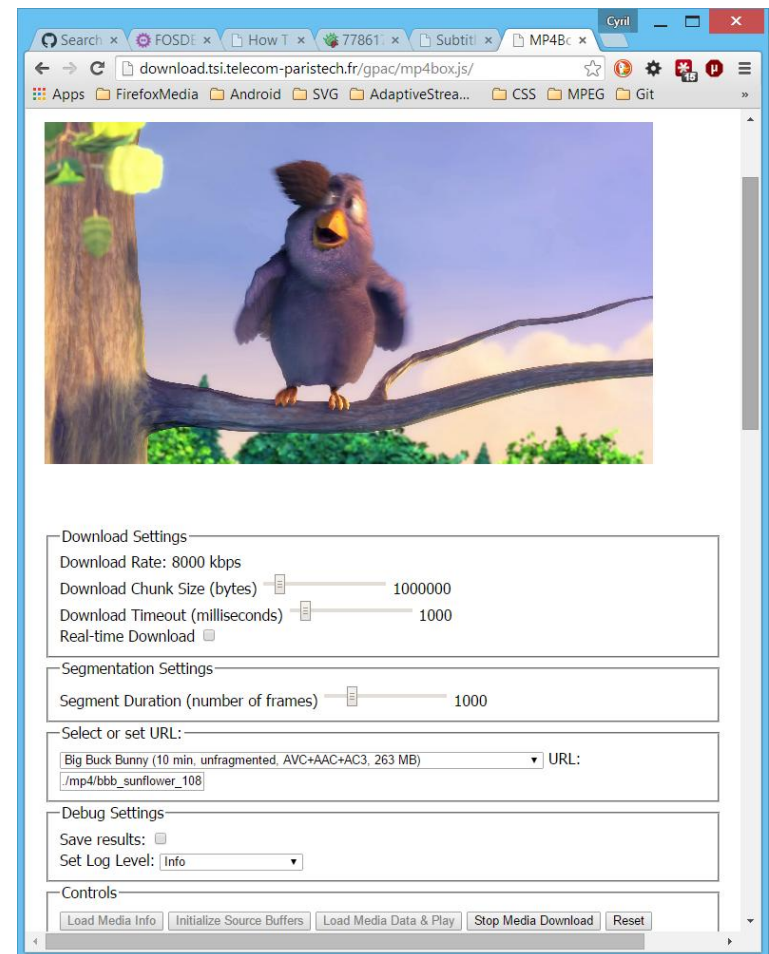 Cyril
Search FOSDE How T 77861 Subtitl MP4Bo
download.tsi.telecom-paristech.fr/gpac/mp4box.js/
15
Apps FirefoxMedia Android SVG AdaptiveStrea... CSS MPEG Git »
Download Settings
Download Rate: 8000 kbps
Download Chunk Size (bytes) 1000000
Download Timeout (milliseconds) 1000
Real-time Download
Segmentation Settings
Segment Duration (number of frames) 1000
Select or set URL:
Big Buck Bunny (10 min, unfragmented, AVC+AAC+AC3, 263 MB) URL:
./mp4/bbb_sunflower_108
Debug Settings
Save results:
Set Log Level: Info
Controls
Load Media Info Initialize Source Buffers Load Media Data & Play Stop Media Download Reset